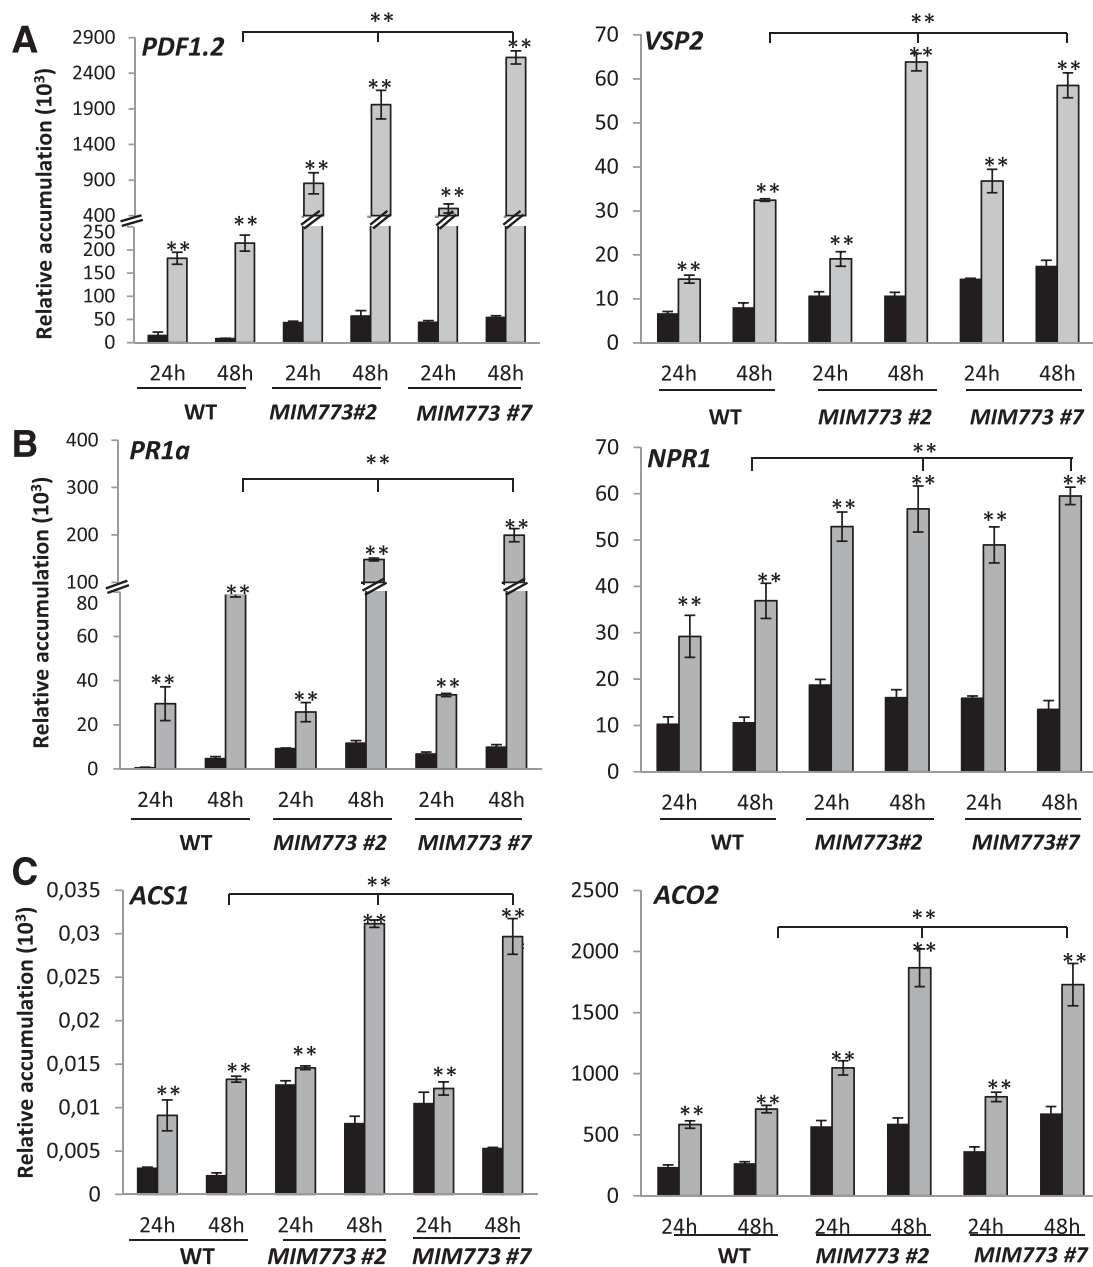 A
PDF1.2
**
Relative accumulation (10³)
2900
2400
1900
1400
900
400
250
200
150
100
50
0
** ** ** ** ** **
24h 48h 24h 48h 24h 48h
WT MIM773#2 MIM773 #7
VSP2
**
70
60
50
40
30
20
10
0
** ** ** ** ** **
24h 48h 24h 48h 24h 48h
WT MIM773 #2 MIM773 #7
B
PR1a
**
Relative accumulation (10³)
400
300
200
100
80
60
40
20
0
** ** ** ** ** **
24h 48h 24h 48h 24h 48h
WT MIM773 #2 MIM773 #7
NPR1
**
70
60
50
40
30
20
10
0
** ** ** ** ** **
24h 48h 24h 48h 24h 48h
WT MIM773#2 MIM773#7
C
ACS1
**
Relative accumulation (10³)
0,035
0,03
0,025
0,02
0,015
0,01
0,005
0
** ** ** ** ** **
24h 48h 24h 48h 24h 48h
WT MIM773 #2 MIM773 #7
ACO2
**
2500
2000
1500
1000
500
0
** ** ** ** ** **
24h 48h 24h 48h 24h 48h
WT MIM773 #2 MIM773 #7